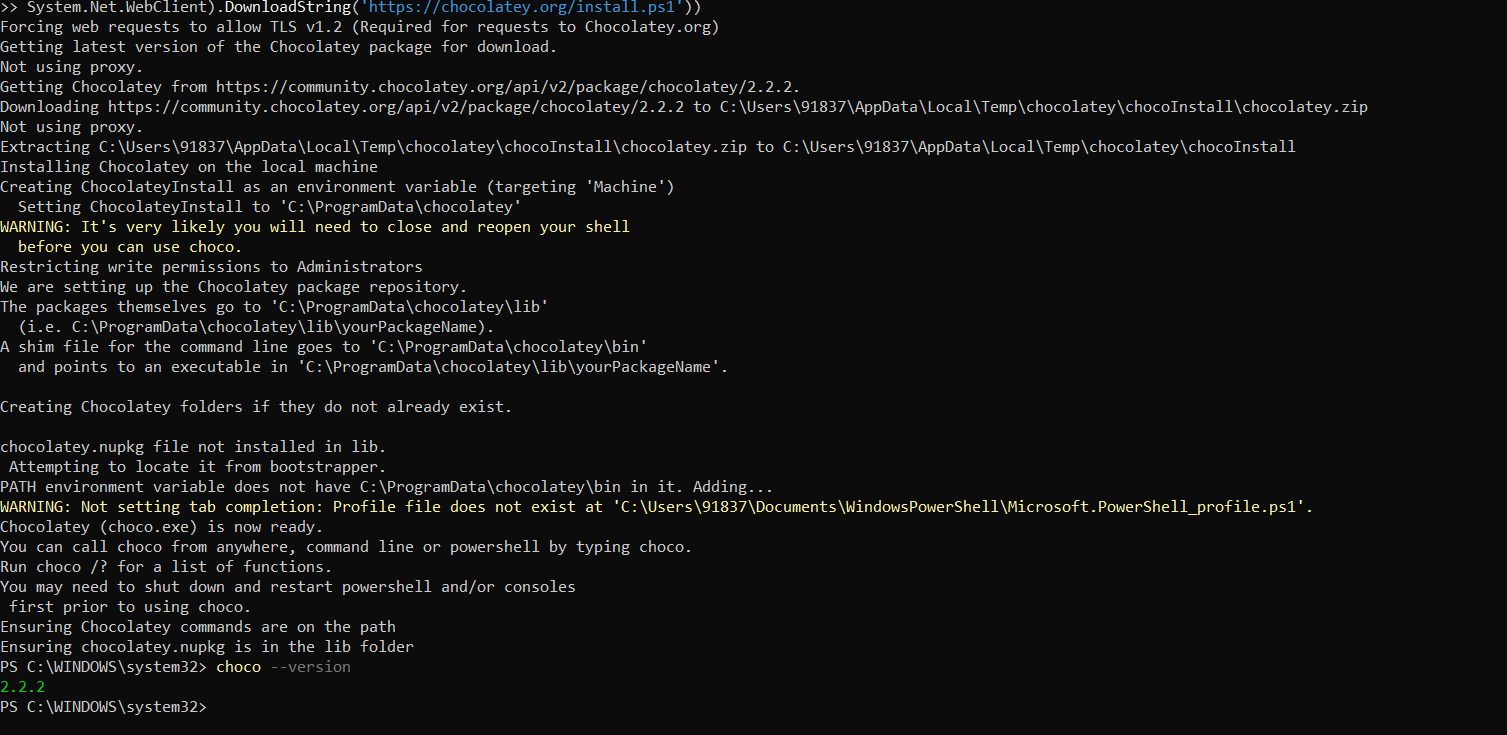 >> System.Net.WebClient).DownloadString('https://chocolatey.org/install.ps1'))
Forcing web requests to allow TLS v1.2 (Required for requests to Chocolatey.org)
Getting latest version of the Chocolatey package for download.
Not using proxy.
Getting Chocolatey from https://community.chocolatey.org/api/v2/package/chocolatey/2.2.2.
Downloading https://community.chocolatey.org/api/v2/package/chocolatey/2.2.2 to C:\Users\91837\AppData\Local\Temp\chocolatey\chocoInstall\chocolatey.zip
Not using proxy.
Extracting C:\Users\91837\AppData\Local\Temp\chocolatey\chocoInstall\chocolatey.zip to C:\Users\91837\AppData\Local\Temp\chocolatey\chocoInstall
Installing Chocolatey on the local machine
Creating ChocolateyInstall as an environment variable (targeting 'Machine')
  Setting ChocolateyInstall to 'C:\ProgramData\chocolatey'
WARNING: It's very likely you will need to close and reopen your shell
  before you can use choco.
Restricting write permissions to Administrators
We are setting up the Chocolatey package repository.
The packages themselves go to 'C:\ProgramData\chocolatey\lib'
  (i.e. C:\ProgramData\chocolatey\lib\yourPackageName).
A shim file for the command line goes to 'C:\ProgramData\chocolatey\bin'
  and points to an executable in 'C:\ProgramData\chocolatey\lib\yourPackageName'.

Creating Chocolatey folders if they do not already exist.

chocolatey.nupkg file not installed in lib.
 Attempting to locate it from bootstrapper.
PATH environment variable does not have C:\ProgramData\chocolatey\bin in it. Adding...
WARNING: Not setting tab completion: Profile file does not exist at 'C:\Users\91837\Documents\WindowsPowerShell\Microsoft.PowerShell_profile.ps1'.
Chocolatey (choco.exe) is now ready.
You can call choco from anywhere, command line or powershell by typing choco.
Run choco /? for a list of functions.
You may need to shut down and restart powershell and/or consoles
 first prior to using choco.
Ensuring Chocolatey commands are on the path
Ensuring chocolatey.nupkg is in the lib folder
PS C:\WINDOWS\system32> choco --version
2.2.2
PS C:\WINDOWS\system32>